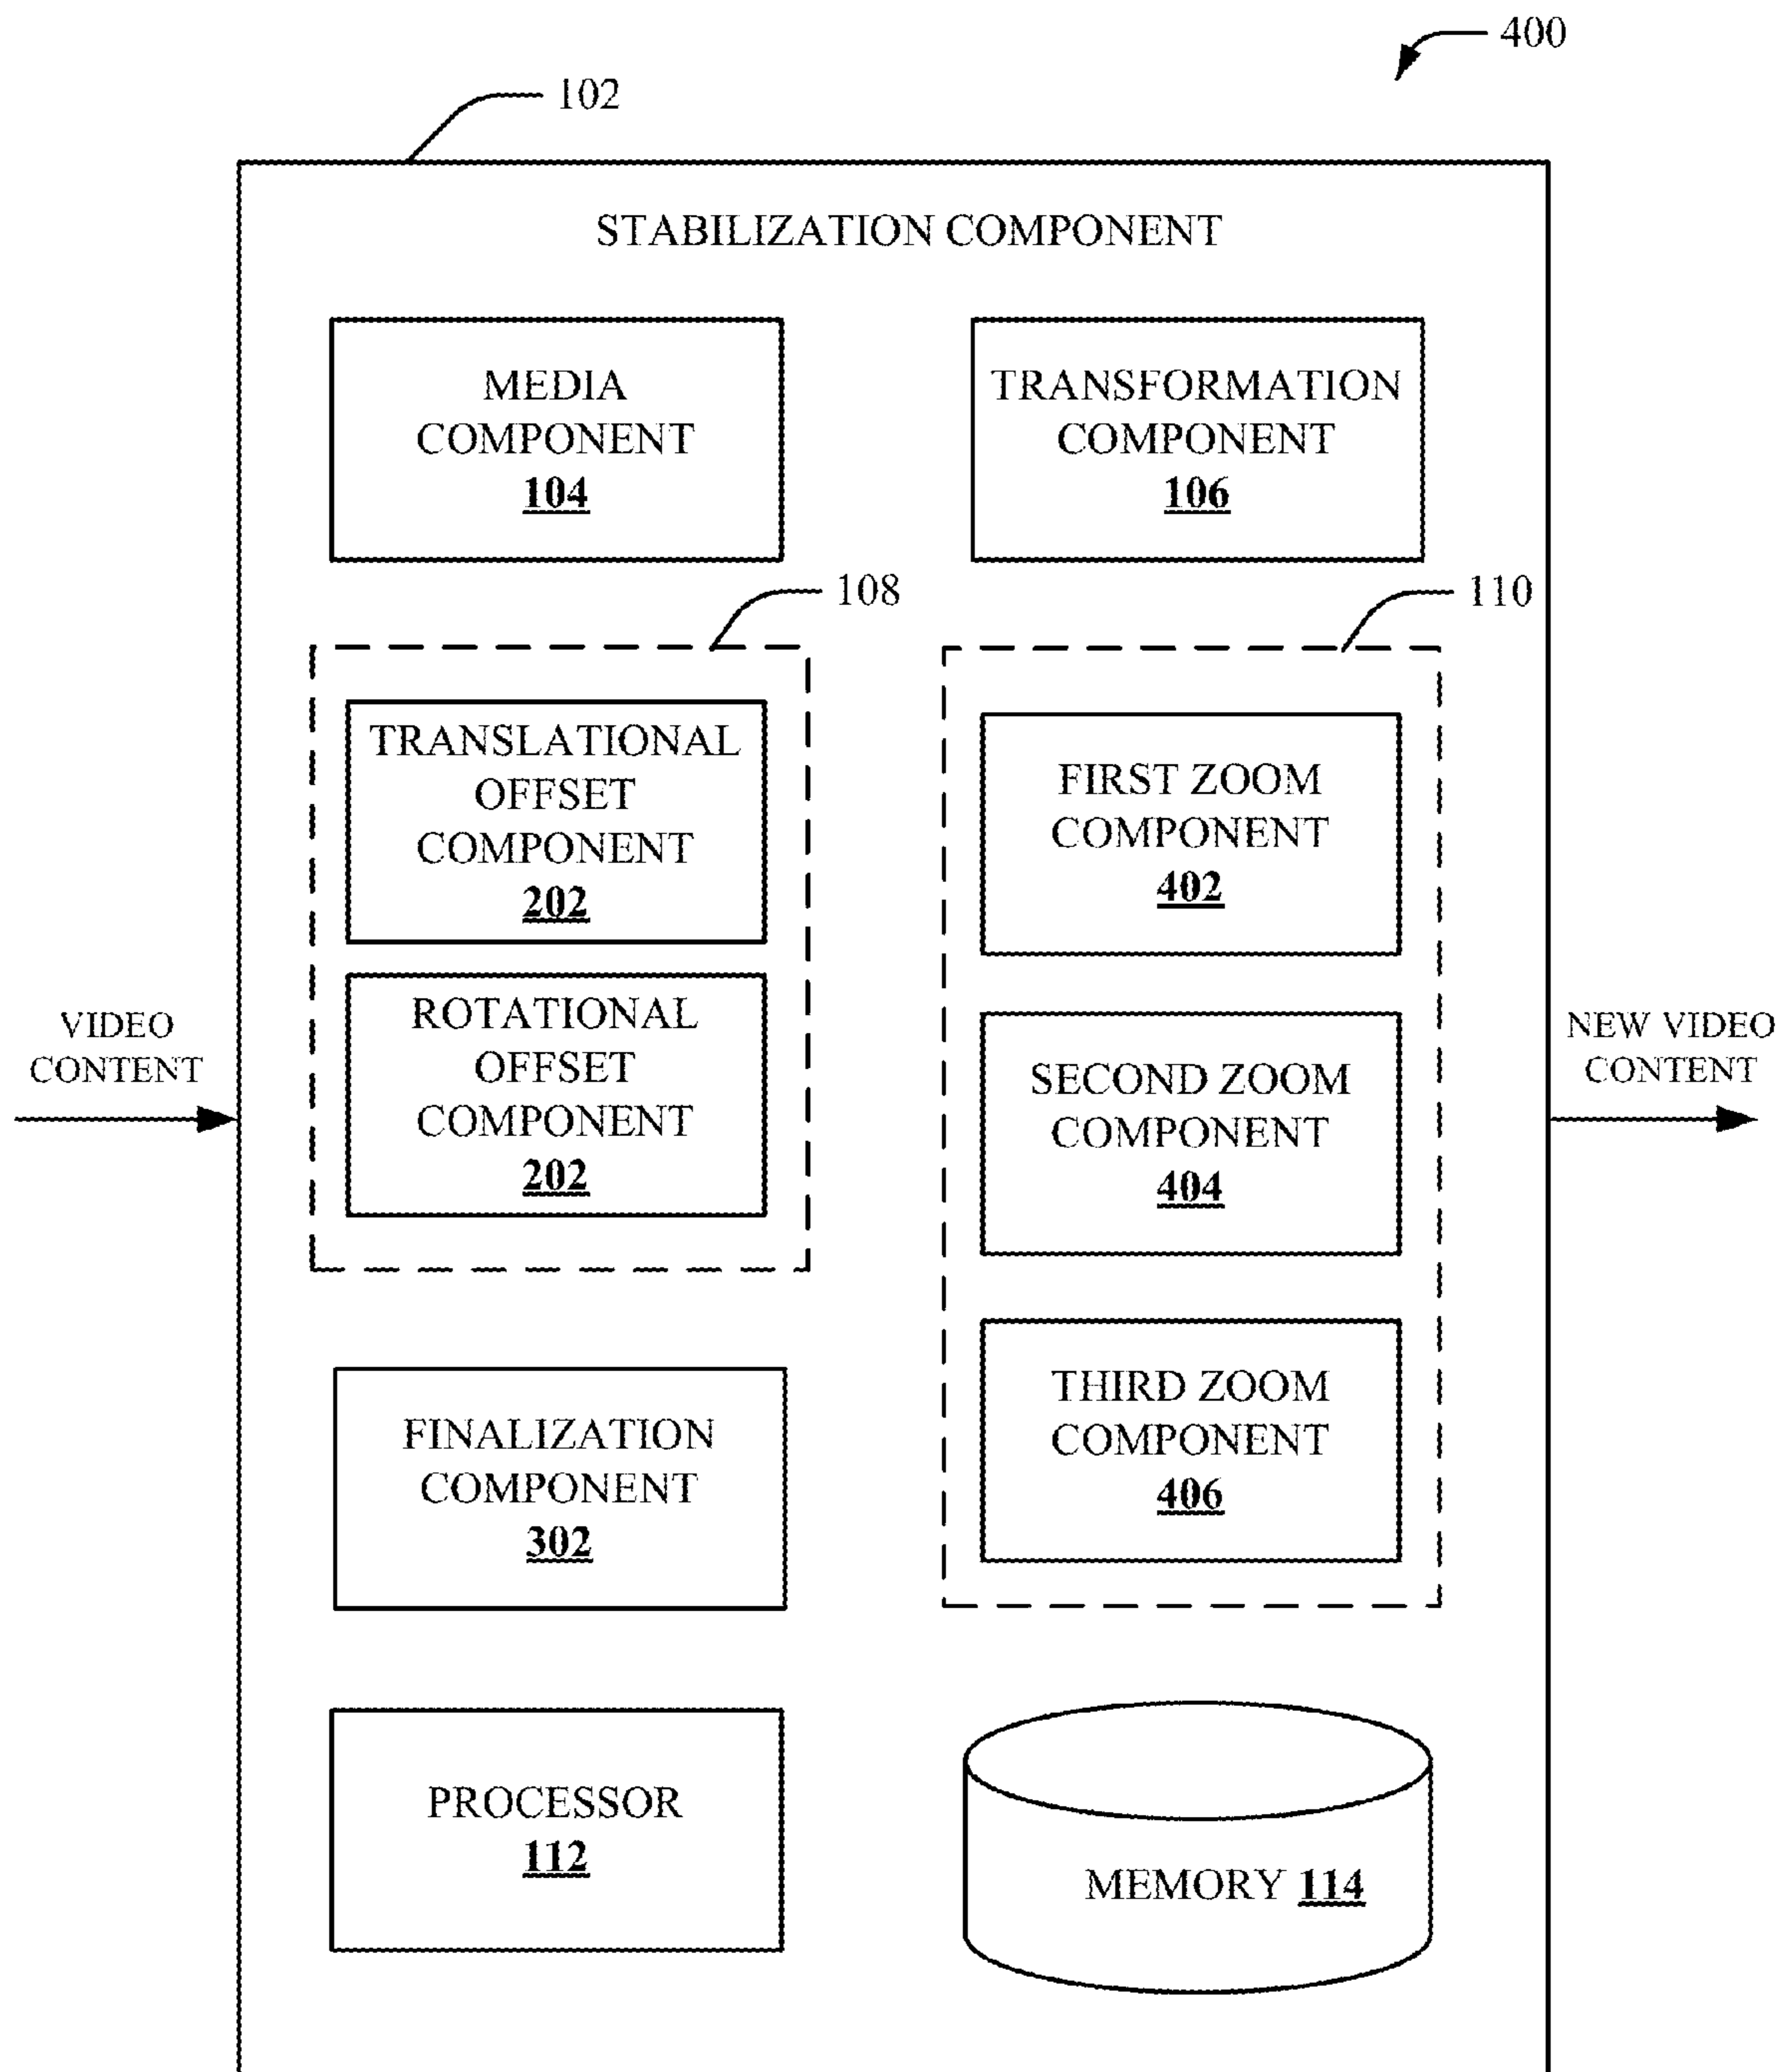 400
102
STABILIZATION COMPONENT
MEDIA
COMPONENT
104
TRANSFORMATION
COMPONENT
106
108
110
TRANSLATIONAL
OFFSET
COMPONENT
202
ROTATIONAL
OFFSET
COMPONENT
202
FIRST ZOOM
COMPONENT
402
SECOND ZOOM
COMPONENT
404
THIRD ZOOM
COMPONENT
406
VIDEO
CONTENT
NEW VIDEO
CONTENT
FINALIZATION
COMPONENT
302
PROCESSOR
112
MEMORY 114